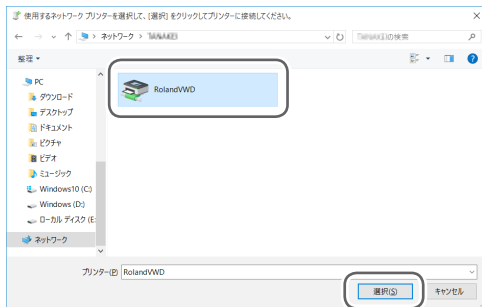 使用するネットワーク プリンターを選択して、[選択] をクリックしてプリンターに接続してください。
ネットワーク
の検索
整理
PC
ダウンロード
デスクトップ
ドキュメント
ピクチャ
ビデオ
ミュージック
Windows10 (C:)
Windows (D:)
ローカル ディスク (E:
ネットワーク
RolandVWD
プリンター(P)
RolandVWD
選択(S)
キャンセル